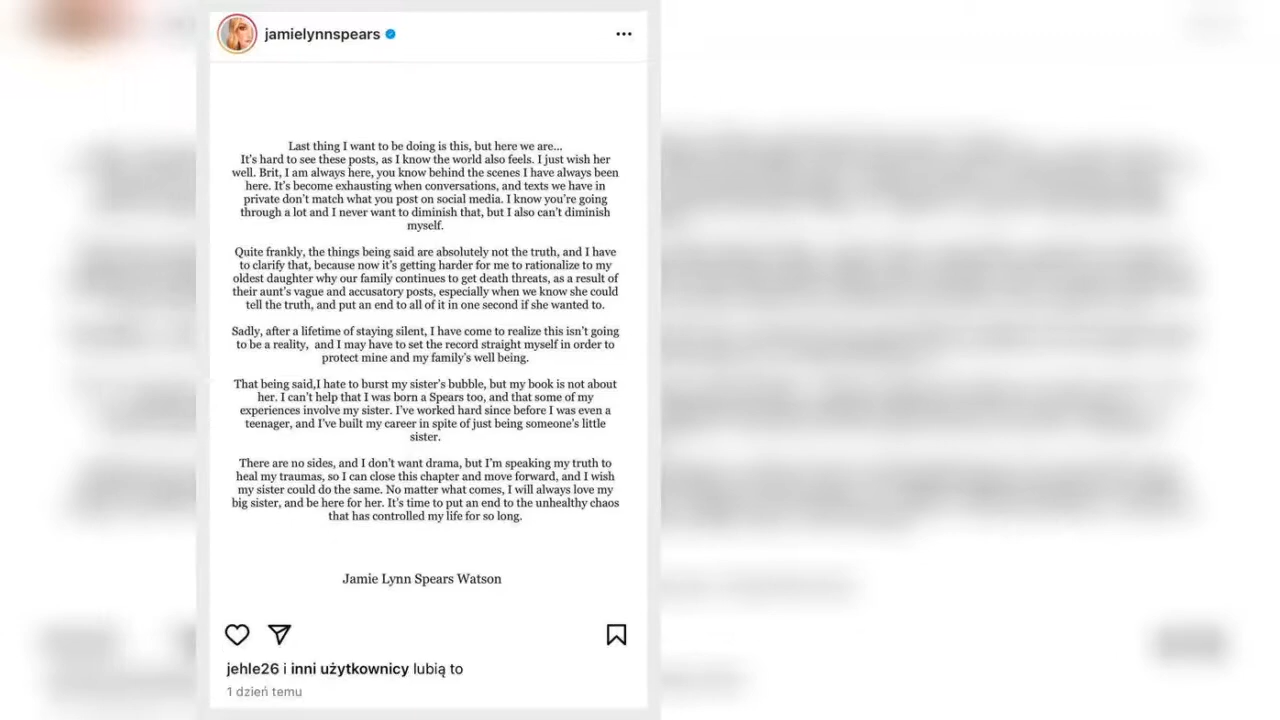 jamielynnspears
Last thing I want to be doing is this, but here we are...
It's hard to see these posts, as I know the world also feels. I just wish her
well. Brit, I am always here, you know behind the scenes I have always been
here. It's become exhausting when conversations, and texts we have in
private don't match what you post on social media. I know you're going
through a lot and I never want to diminish that, but I also can't diminish
myself.
Quite frankly, the things being said are absolutely not the truth, and I have
to clarify that, because now it's getting harder for me to rationalize to my
oldest daughter why our family continues to get death threats, as a result of
their aunt's vague and accusatory posts, especially when we know she could
tell the truth, and put an end to all of it in one second if she wanted to.
Sadly, after a lifetime of staying silent, I have come to realize this isn't going
to be a reality,  and I may have to set the record straight myself in order to
protect mine and my family's well being.
That being said,I hate to burst my sister's bubble, but my book is not about
her. I can't help that I was born a Spears too, and that some of my
experiences involve my sister. I've worked hard since before I was even a
teenager, and I've built my career in spite of just being someone's little
sister.
There are no sides, and I don't want drama, but I'm speaking my truth to
heal my traumas, so I can close this chapter and move forward, and I wish
my sister could do the same. No matter what comes, I will always love my
big sister, and be here for her. It's time to put an end to the unhealthy chaos
that has controlled my life for so long.
Jamie Lynn Spears Watson
jehle26 i inni użytkownicy lubią to
1 dzień temu